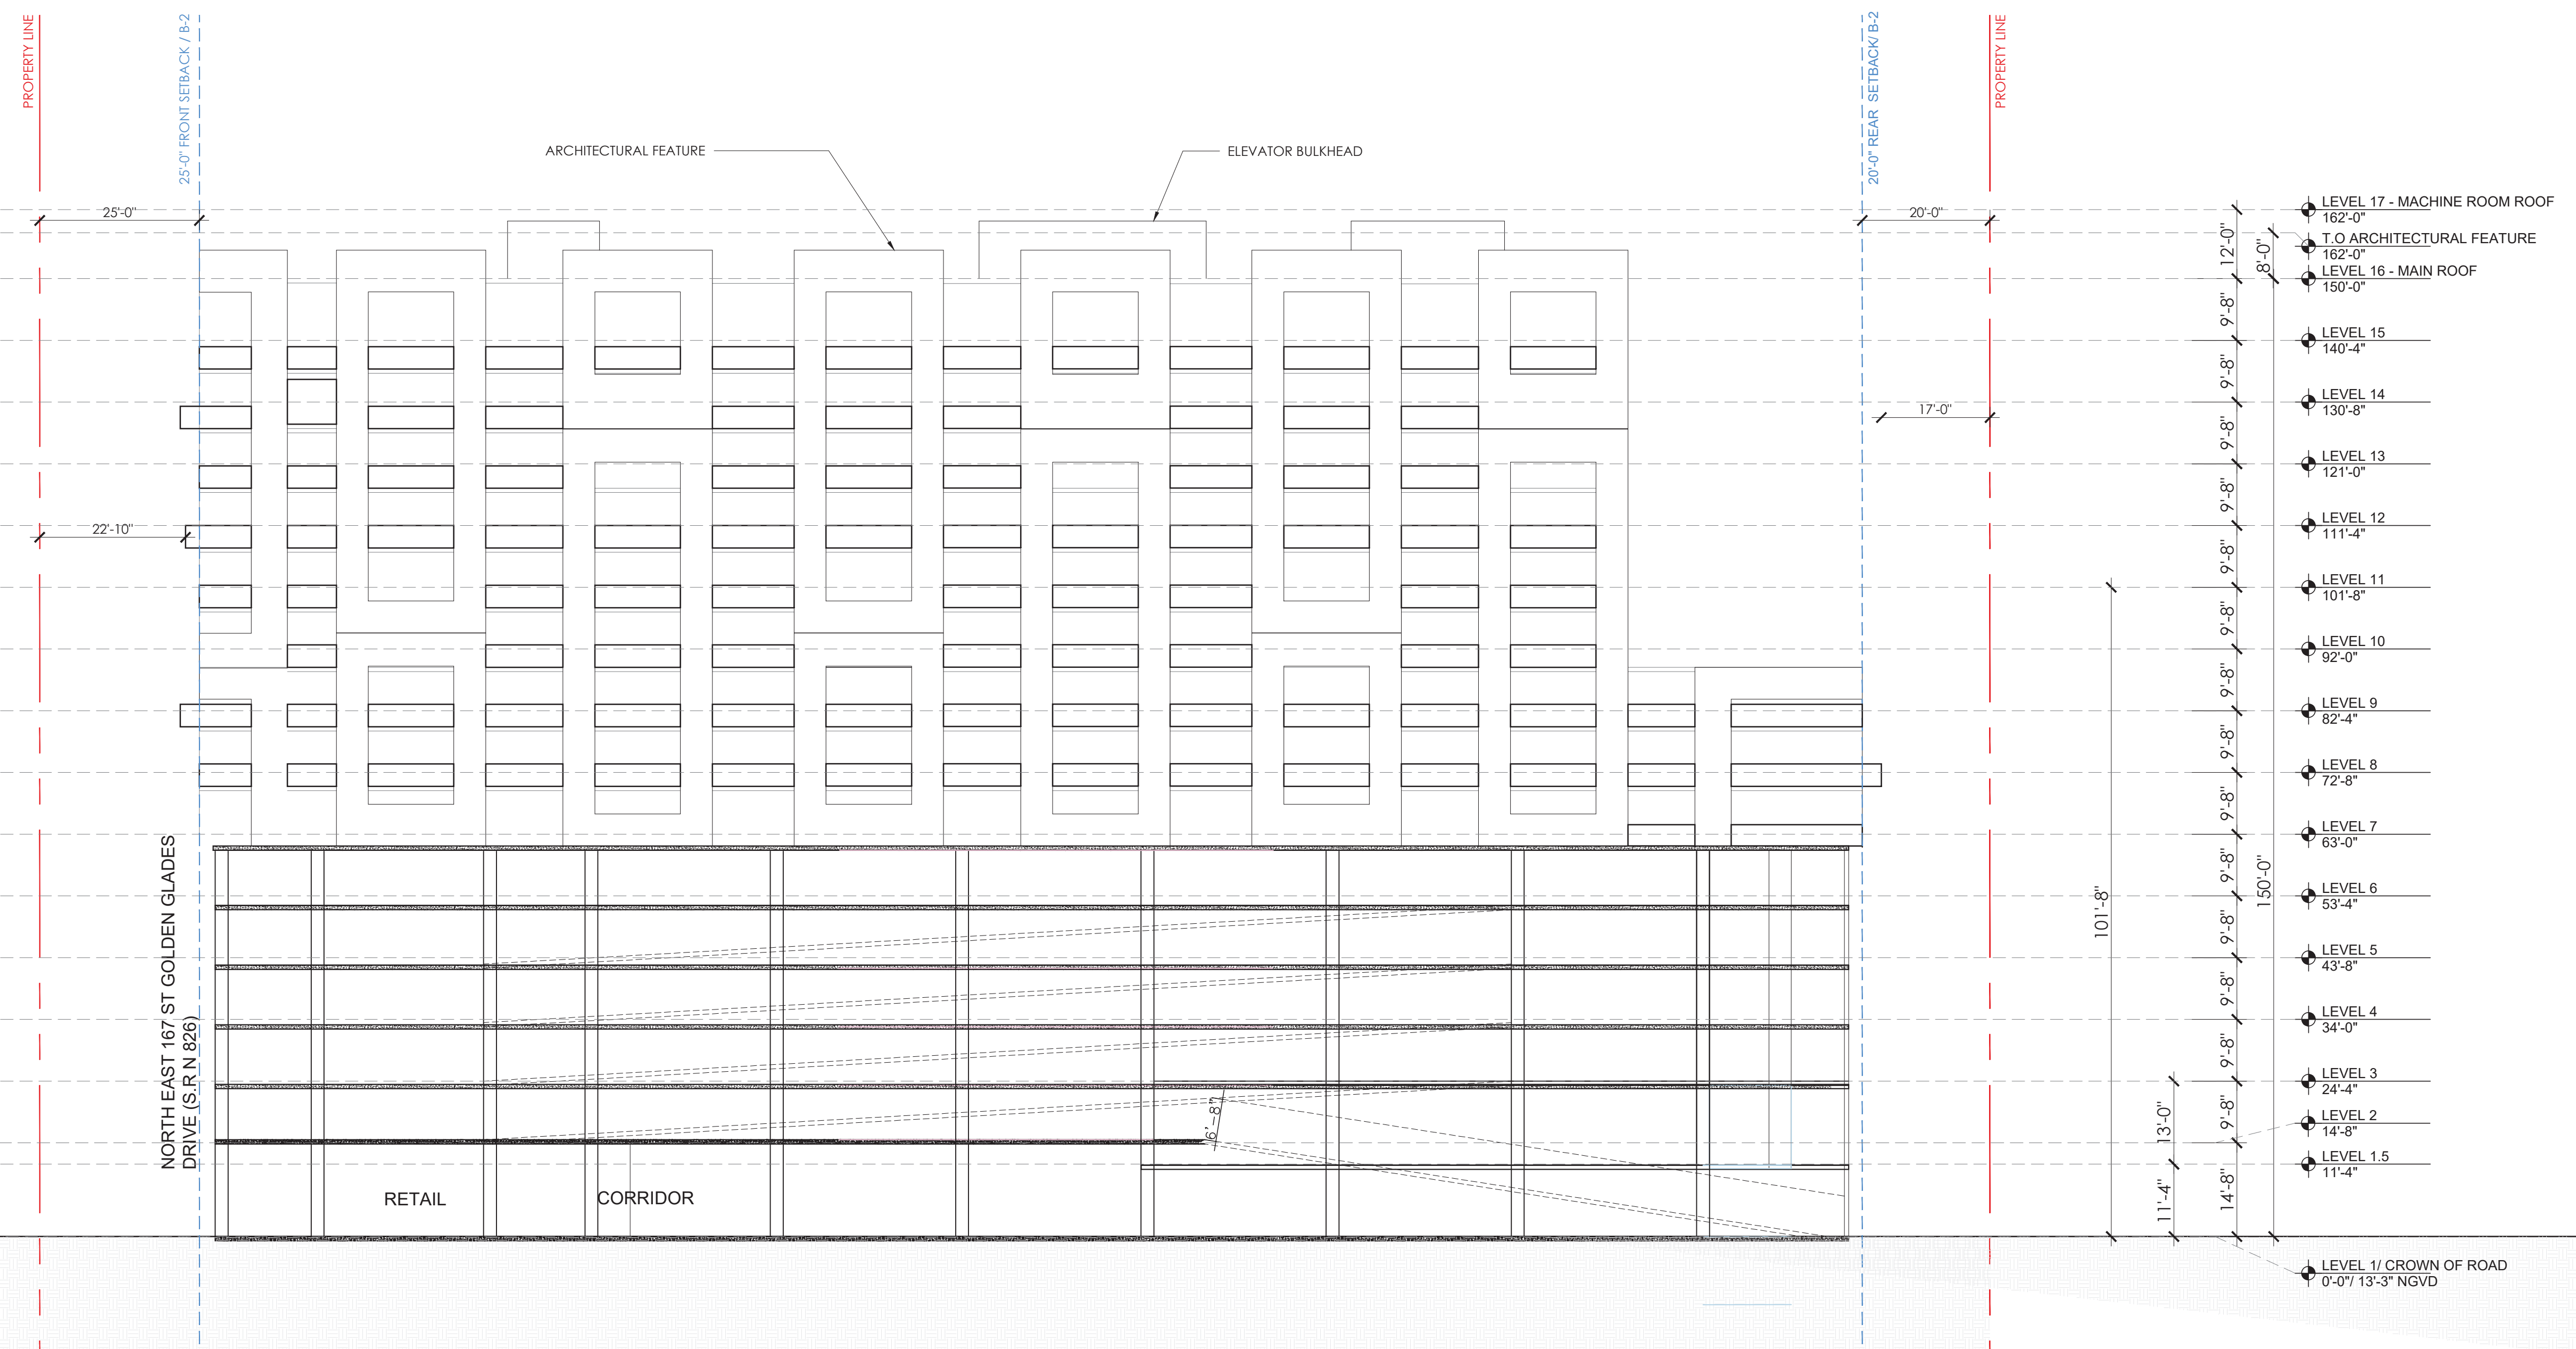 PROPERTY LINE
25'-0" FRONT SETBACK / B-2
20'-0" REAR SETBACK/ B-2
PROPERTY LINE
ARCHITECTURAL FEATURE
ELEVATOR BULKHEAD
25'-0"
20'-0"
17'-0"
22'-10"
NORTH EAST 167 ST GOLDEN GLADES
DRIVE (S.R N 826)
RETAIL
CORRIDOR
6'-8"
LEVEL 17 - MACHINE ROOM ROOF
162'-0"
T.O ARCHITECTURAL FEATURE
162'-0"
LEVEL 16 - MAIN ROOF
150'-0"
LEVEL 15
140'-4"
LEVEL 14
130'-8"
LEVEL 13
121'-0"
LEVEL 12
111'-4"
LEVEL 11
101'-8"
LEVEL 10
92'-0"
LEVEL 9
82'-4"
LEVEL 8
72'-8"
LEVEL 7
63'-0"
LEVEL 6
53'-4"
LEVEL 5
43'-8"
LEVEL 4
34'-0"
LEVEL 3
24'-4"
LEVEL 2
14'-8"
LEVEL 1.5
11'-4"
LEVEL 1/ CROWN OF ROAD
0'-0"/ 13'-3" NGVD
12'-0"
8'-0"
9'-8"
9'-8"
9'-8"
9'-8"
9'-8"
9'-8"
9'-8"
9'-8"
9'-8"
9'-8"
9'-8"
9'-8"
9'-8"
9'-8"
14'-8"
150'-0"
101'-8"
13'-0"
11'-4"